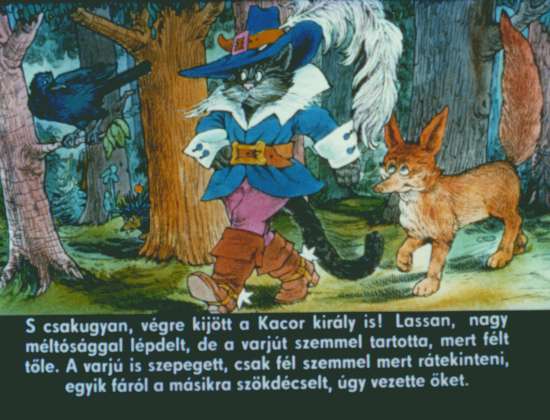 S csakugyan, végre kijött a Kacor király is! Lassan, nagy
méltósággal lépdelt, de a varjút szemmel tartotta, mert félt
tőle. A varjú is szepegett, csak fél szemmel mert rátekinteni,
egyik fáról a másikra szökdécselt, úgy vezette őket.